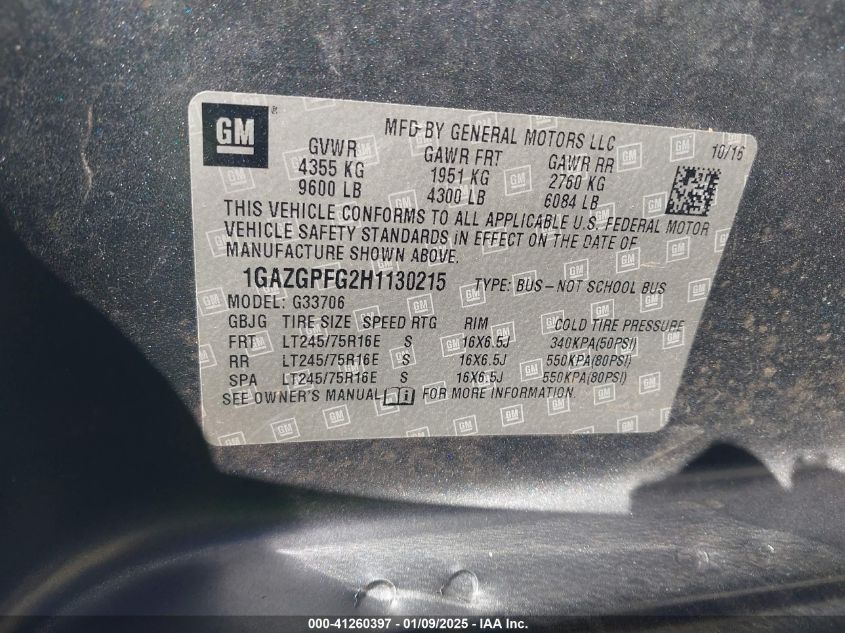 GM ®
MFD BY GENERAL MOTORS LLC 10/16
GVWR GAWR FRT GAWR RR
4355 KG 1951 KG 2760 KG
9600 LB 4300 LB 6084 LB
THIS VEHICLE CONFORMS TO ALL APPLICABLE U.S. FEDERAL MOTOR
VEHICLE SAFETY STANDARDS IN EFFECT ON THE DATE OF
MANUFACTURE SHOWN ABOVE.
1GAZGPFG2H1130215 TYPE: BUS-NOT SCHOOL BUS
MODEL: G33706
GBJG TIRE SIZE SPEED RTG RIM COLD TIRE PRESSURE
FRT LT245/75R16E S 16X6.5J 340KPA(50PSI)
RR LT245/75R16E S 16X6.5J 550KPA(80PSI)
SPA LT245/75R16E S 16X6.5J 550KPA(80PSI)
SEE OWNER'S MANUAL i FOR MORE INFORMATION.
000-41260397 - 01/09/2025 - IAA Inc.